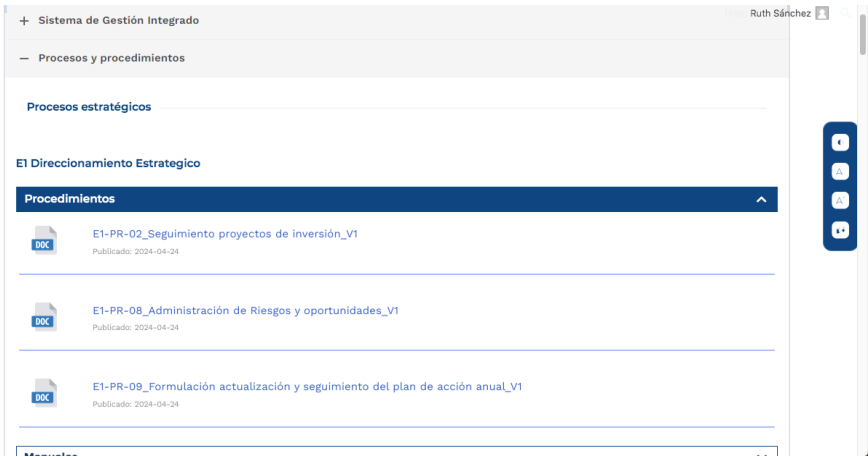 Ruth Sánchez
+ Sistema de Gestión Integrado
− Procesos y procedimientos
Procesos estratégicos
E1 Direccionamiento Estrategico
Procedimientos
DOC
E1-PR-02_Seguimiento proyectos de inversión_V1
Publicado: 2024-04-24
DOC
E1-PR-08_Administración de Riesgos y oportunidades_V1
Publicado: 2024-04-24
DOC
E1-PR-09_Formulación actualización y seguimiento del plan de acción anual_V1
Publicado: 2024-04-24
Manuales